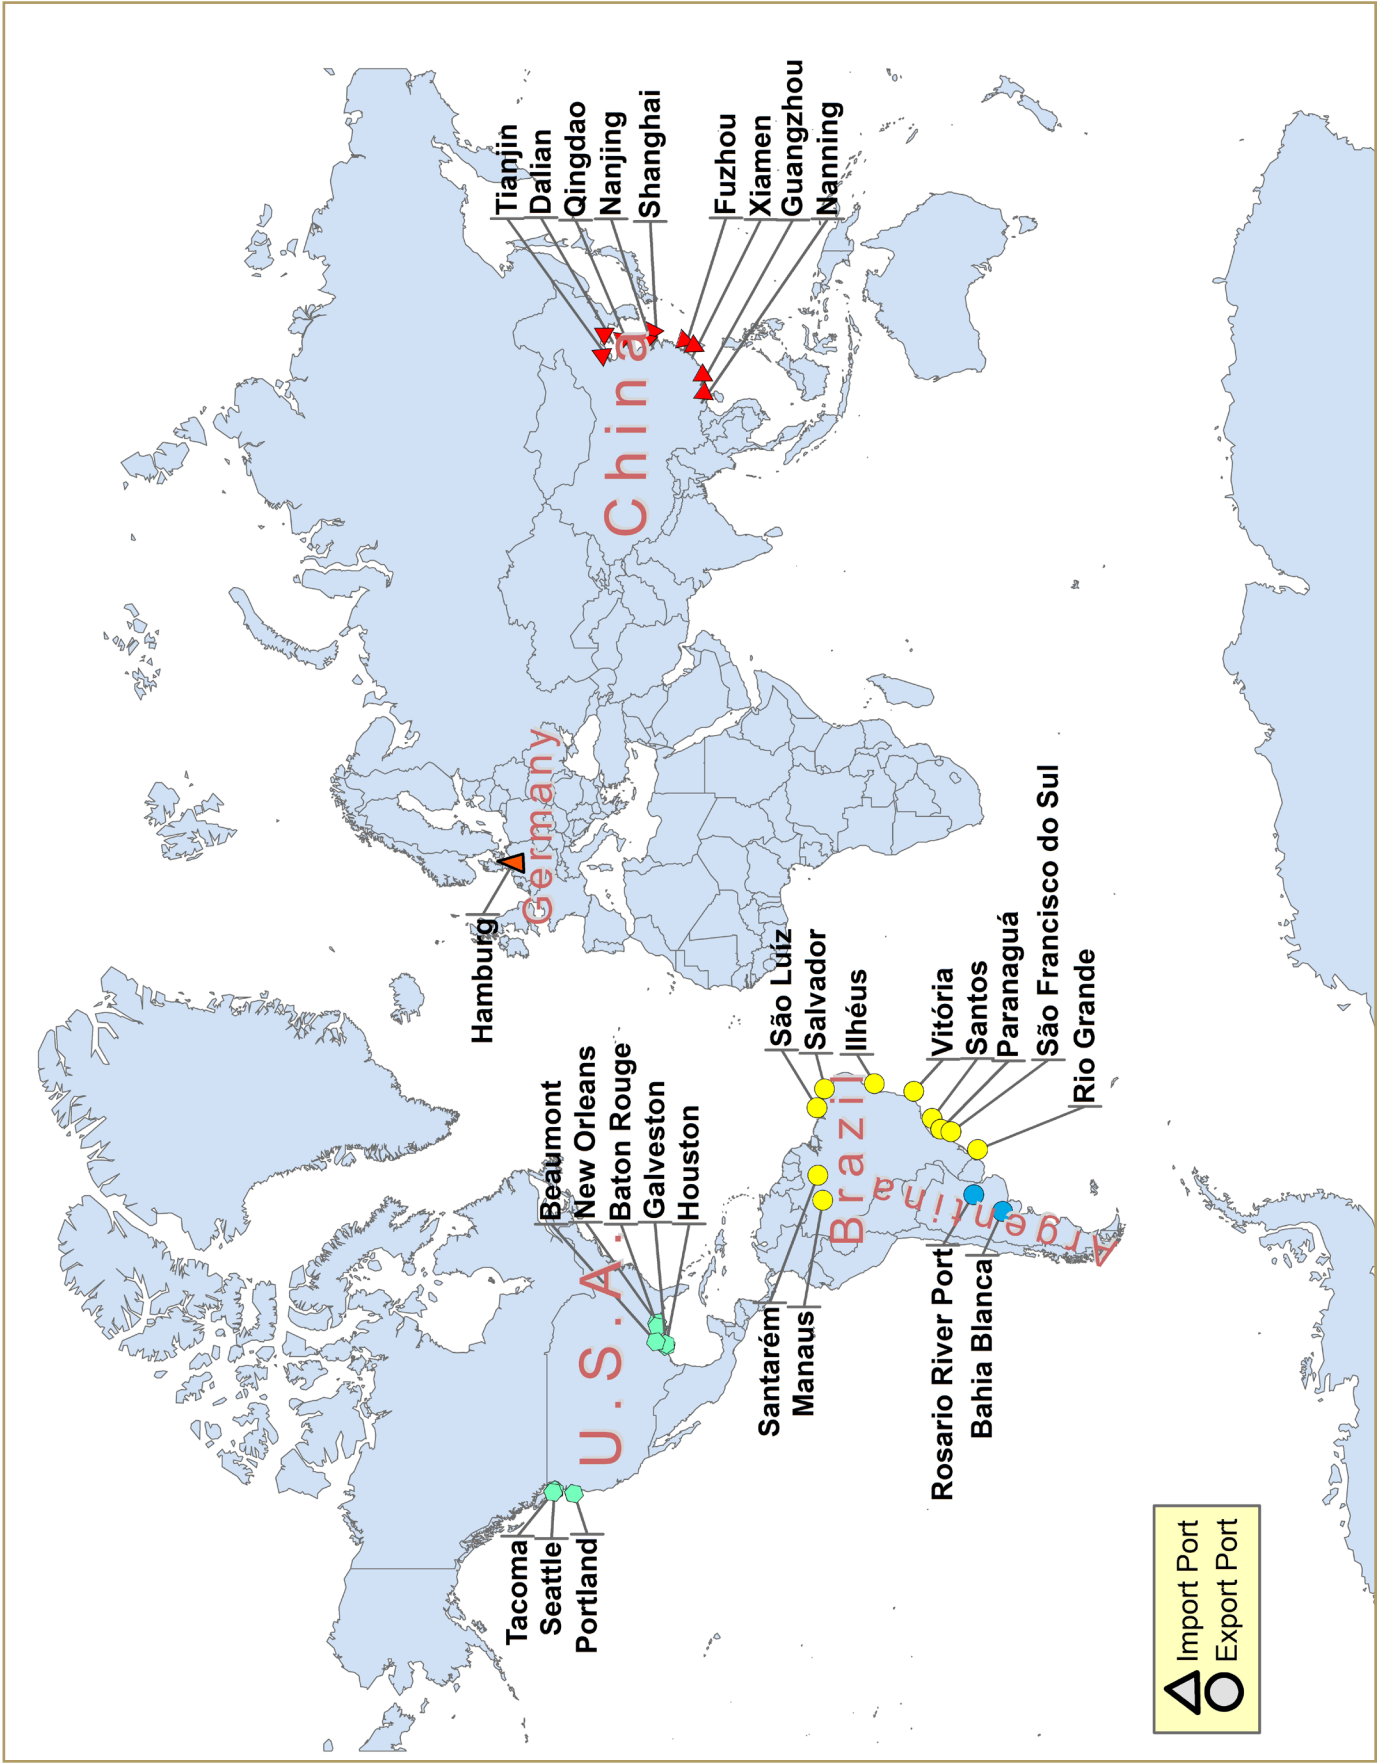 Tacoma
Seattle
Portland
U.S.A.
Beaumont
New Orleans
Baton Rouge
Galveston
Houston
Hamburg
Germany
China
Tianjin
Dalian
Qingdao
Nanjing
Shanghai
Fuzhou
Xiamen
Guangzhou
Nanning
Santarém
Manaus
Brazil
São Luíz
Salvador
Ilhéus
Vitória
Santos
Paranaguá
São Francisco do Sul
Rio Grande
Argentina
Rosario River Port
Bahia Blanca
Import Port
Export Port